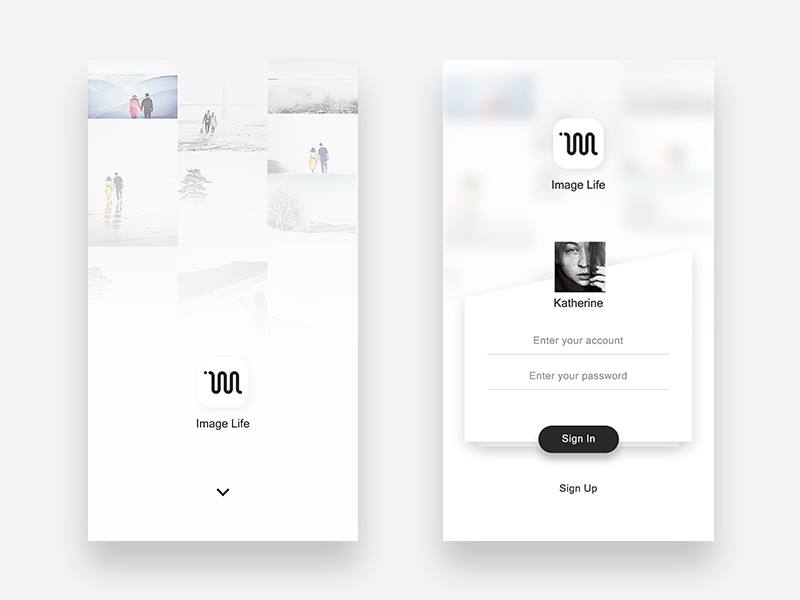 Image Life
Image Life
Katherine
Enter your account
Enter your password
Sign In
Sign Up